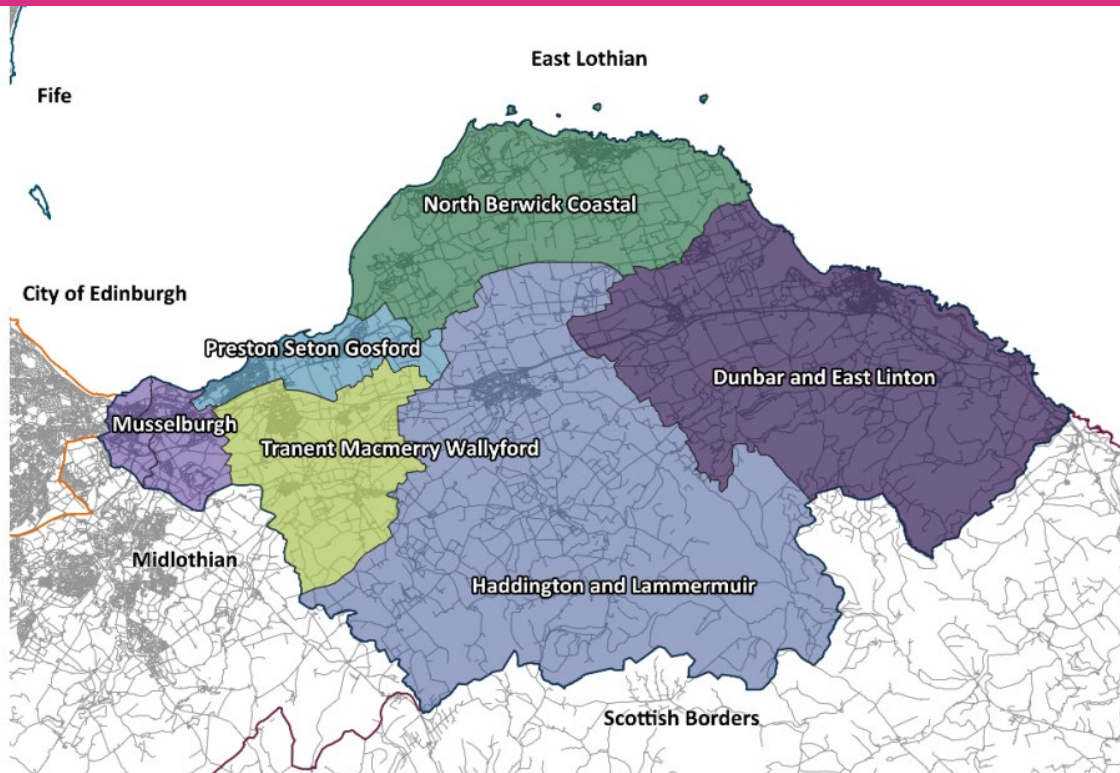 East Lothian
Fife
North Berwick Coastal
City of Edinburgh
Preston Seton Gosford
Dunbar and East Linton
Musselburgh
Tranent Macmerry Wallyford
Midlothian
Haddington and Lammermuir
Scottish Borders